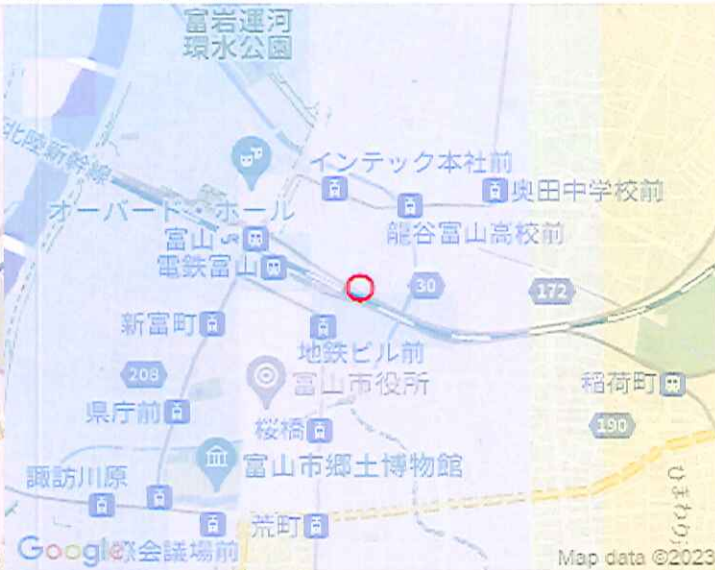 富岩運河
環水公園
北陸新幹線
インテック本社前
奥田中学校前
オーバード・ホール
龍谷富山高校前
富山
JR
電鉄富山
30
172
新富町
地鉄ビル前
208
富山市役所
稲荷町
県庁前
桜橋
190
富山市郷土博物館
諏訪川原
ひまわり
荒町
Google
会議場前
Map data ©2023